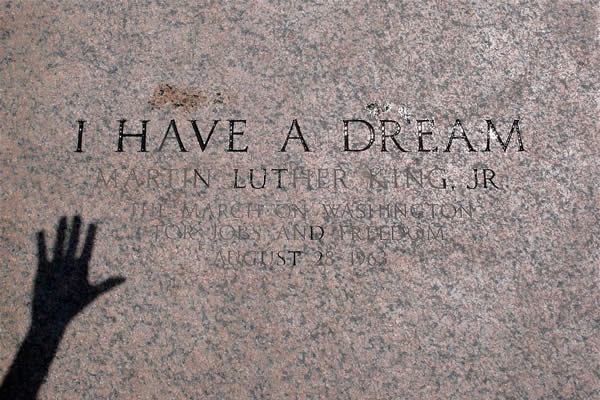 I HAVE A DREAM
MARTIN LUTHER KING, JR
THE MARCH ON WASHINGTON
FOR JOBS AND FREEDOM
AUGUST 28 1963